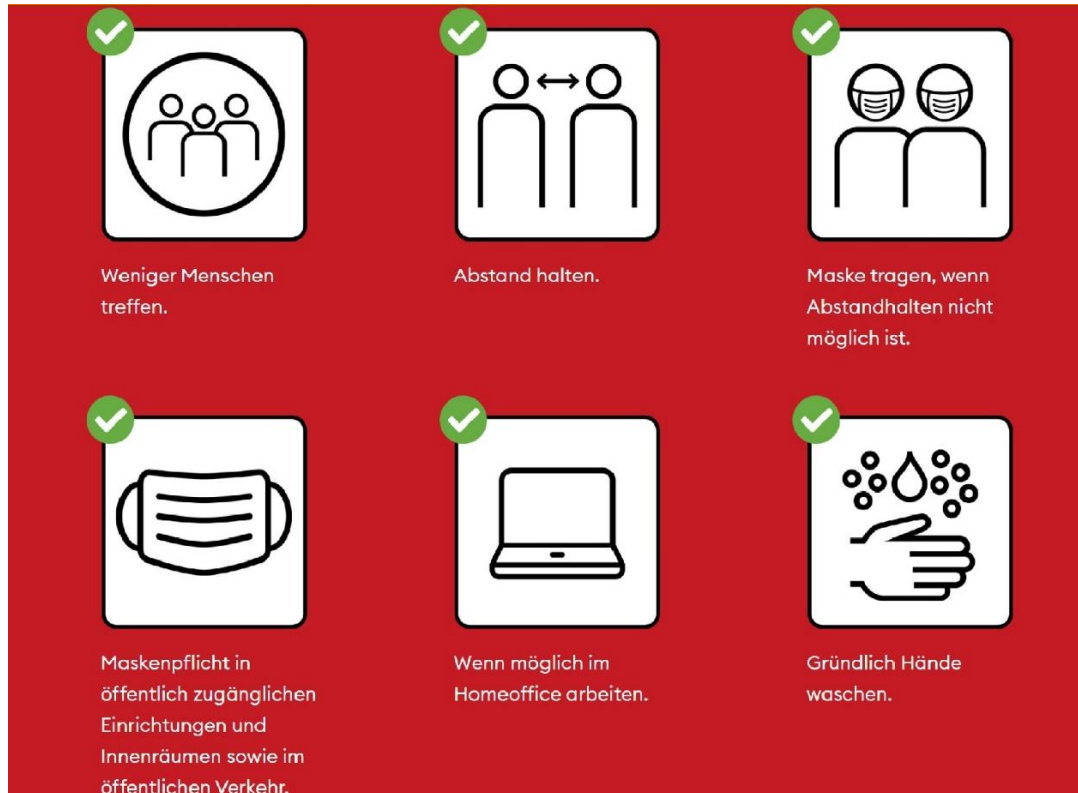 Weniger Menschen
treffen.
Abstand halten.
Maske tragen, wenn
Abstandhalten nicht
möglich ist.
Maskenpflicht in
öffentlich zugänglichen
Einrichtungen und
Innenräumen sowie im
öffentlichen Verkehr.
Wenn möglich im
Homeoffice arbeiten.
Gründlich Hände
waschen.